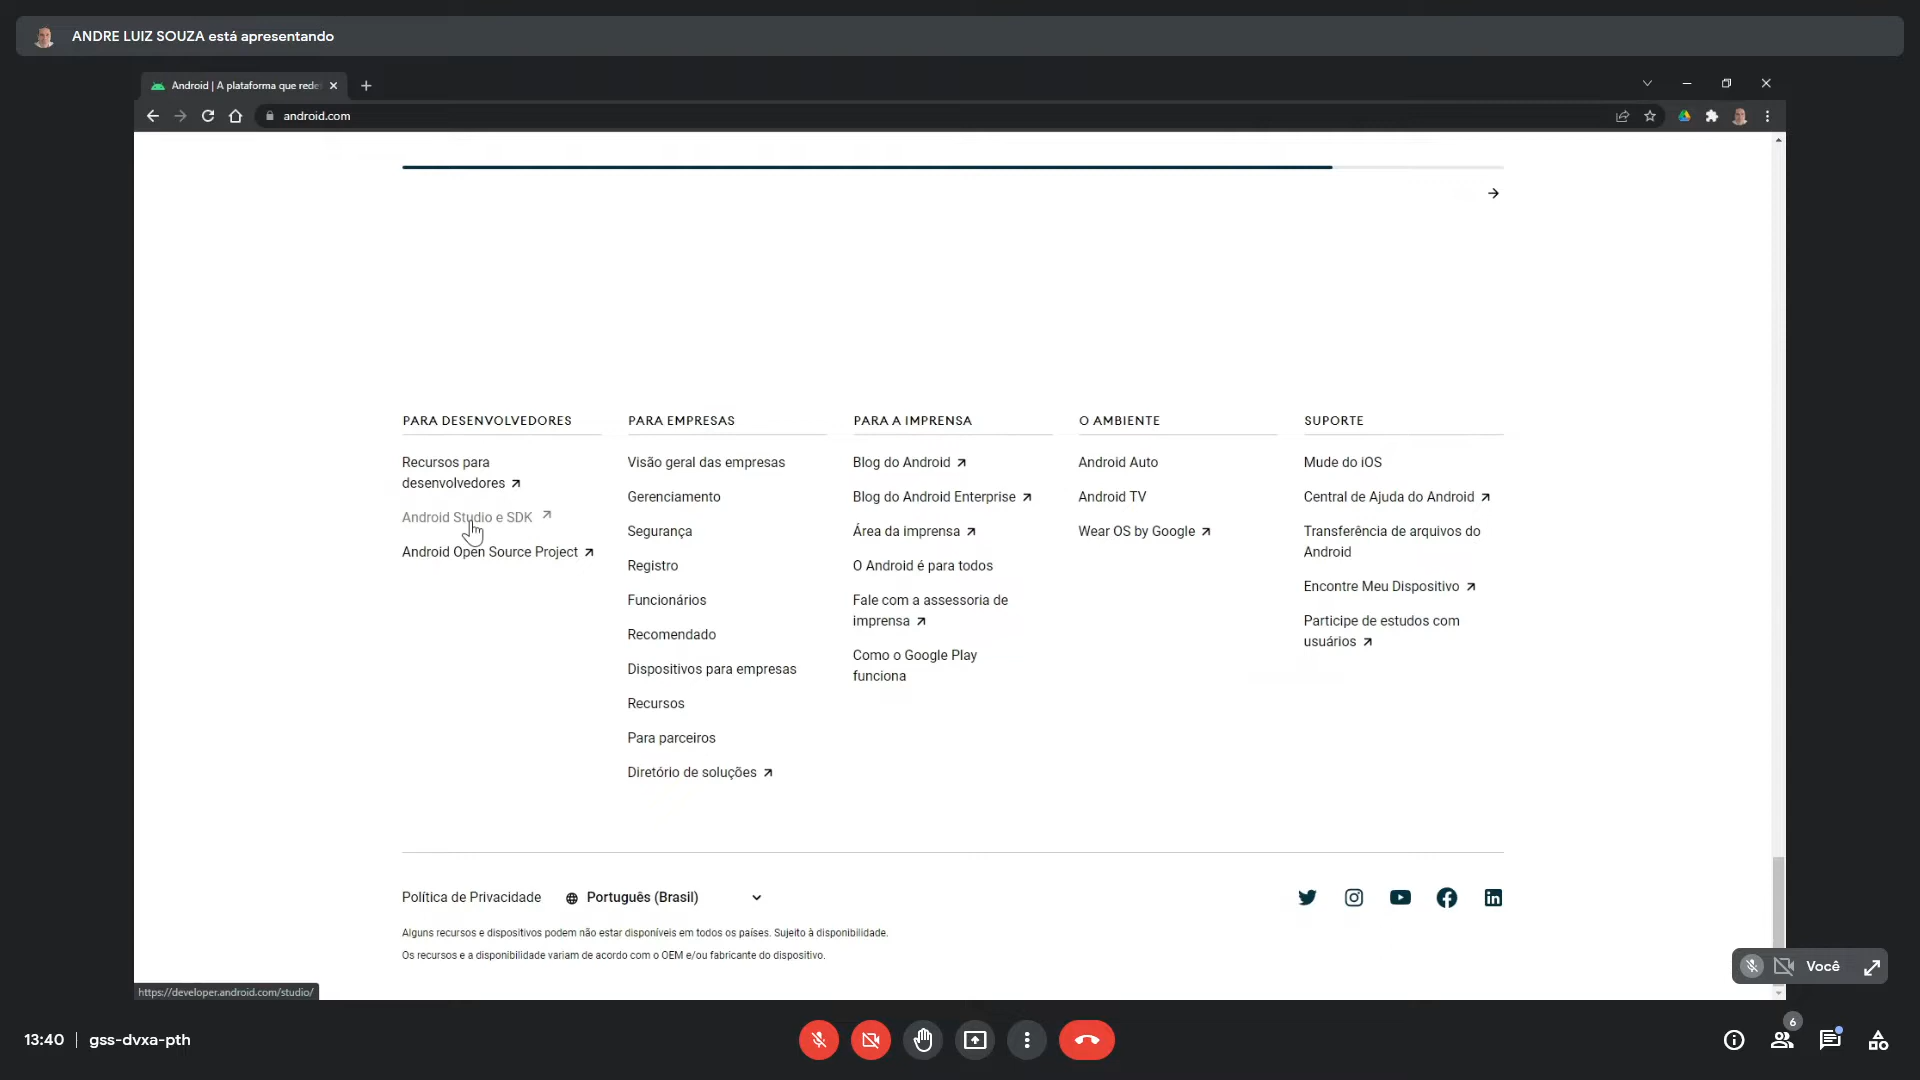 ANDRE LUIZ SOUZA está apresentando
Android | A plataforma que rede
android.com
PARA DESENVOLVEDORES
Recursos para
desenvolvedores
Android Studio e SDK
Android Open Source Project
PARA EMPRESAS
Visão geral das empresas
Gerenciamento
Segurança
Registro
Funcionários
Recomendado
Dispositivos para empresas
Recursos
Para parceiros
Diretório de soluções
PARA A IMPRENSA
Blog do Android
Blog do Android Enterprise
Área da imprensa
O Android é para todos
Fale com a assessoria de
imprensa
Como o Google Play
funciona
O AMBIENTE
Android Auto
Android TV
Wear OS by Google
SUPORTE
Mude do iOS
Central de Ajuda do Android
Transferência de arquivos do
Android
Encontre Meu Dispositivo
Participe de estudos com
usuários
Política de Privacidade
Português (Brasil)
Alguns recursos e dispositivos podem não estar disponíveis em todos os países. Sujeito à disponibilidade.
Os recursos e a disponibilidade variam de acordo com o OEM e/ou fabricante do dispositivo.
Você
https://developer.android.com/studio/
13:40 | gss-dvxa-pth
6